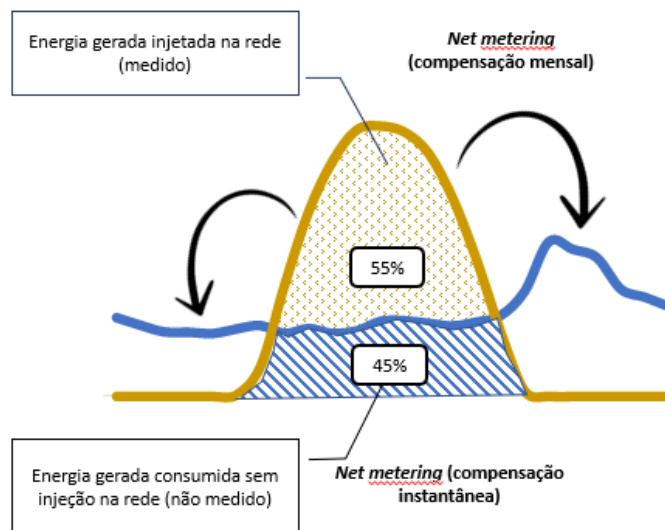 Energia gerada injetada na rede
(medido)
Net metering
(compensação mensal)
55%
45%
Energia gerada consumida sem
injeção na rede (não medido)
Net metering (compensação
instantânea)